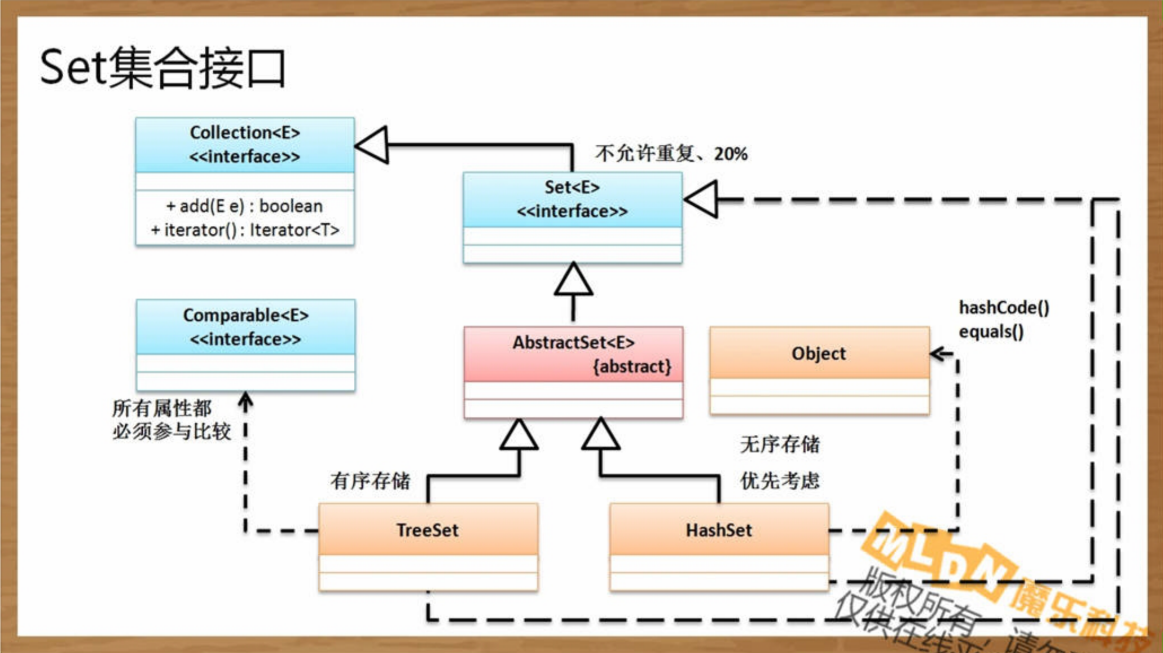 Set集合接口
Collection<E>
<<interface>>
+ add(E e) : boolean
+ iterator() : Iterator<T>
不允许重复、20%
Set<E>
<<interface>>
Comparable<E>
<<interface>>
所有属性都
必须参与比较
AbstractSet<E>
{abstract}
Object
hashCode()
equals()
有序存储
无序存储
优先考虑
TreeSet
HashSet
MLDN
魔乐科技
版权所有，请勿
仅供在线